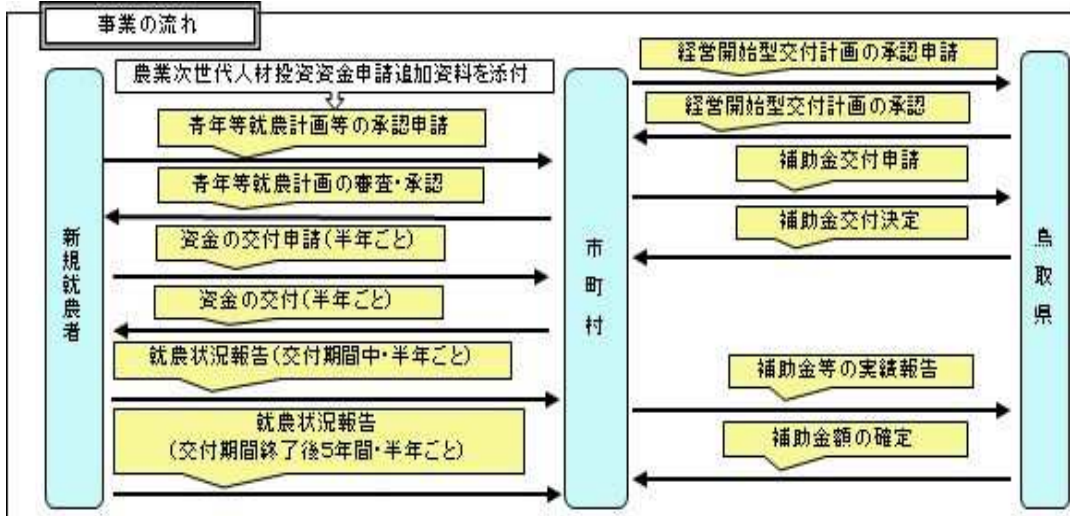 事業の流れ
農業次世代人材投資資金申請追加資料を添付
青年等就農計画等の承認申請
青年等就農計画の審査・承認
資金の交付申請(半年ごと)
資金の交付(半年ごと)
就農状況報告(交付期間中・半年ごと)
就農状況報告
(交付期間終了後5年間・半年ごと)
新規就農者
市町村
経営開始型交付計画の承認申請
経営開始型交付計画の承認
補助金交付申請
補助金交付決定
補助金等の実績報告
補助金額の確定
鳥取県